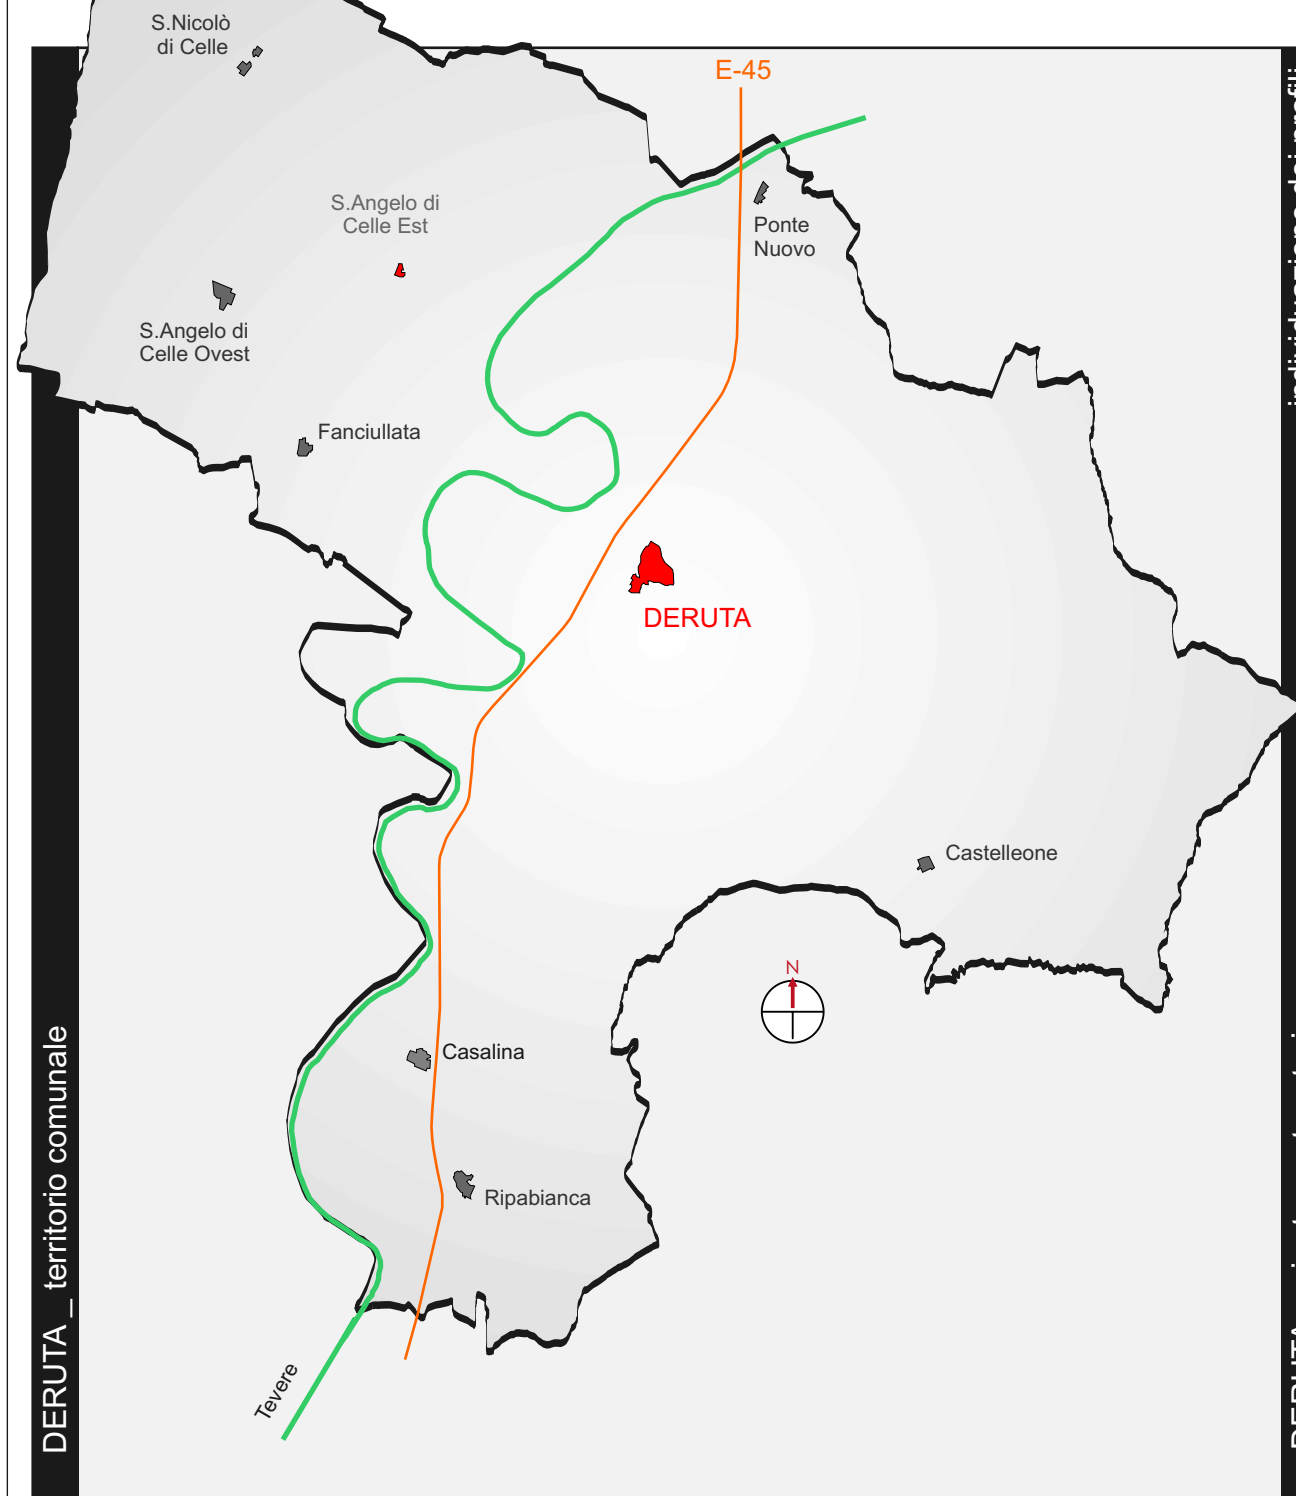 S.Nicolò
di Celle
E-45
S.Angelo di
Celle Est
Ponte
Nuovo
S.Angelo di
Celle Ovest
Fanciullata
DERUTA
Castelleone
N
Casalina
Ripabianca
Tevere
DERUTA _ territorio comunale